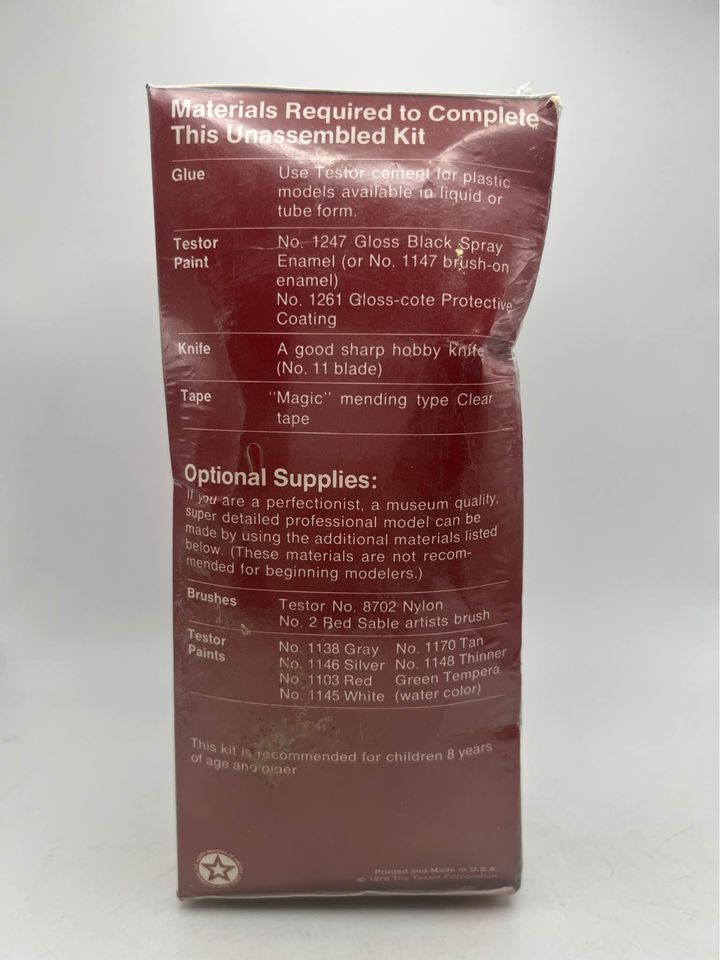 Materials Required to Complete
This Unassembled Kit
Glue
Use Testor cement for plastic
models available in liquid or
tube form.
Testor
Paint
No. 1247 Gloss Black Spray
Enamel (or No. 1147 brush-on
enamel)
No. 1261 Gloss-cote Protective
Coating
Knife
A good sharp hobby knife
(No. 11 blade)
Tape
"Magic" mending type Clear
tape
Optional Supplies:
If you are a perfectionist, a museum quality,
super detailed professional model can be
made by using the additional materials listed
below. (These materials are not recom-
mended for beginning modelers.)
Brushes
Testor No. 8702 Nylon
No. 2 Red Sable artists brush
Testor
Paints
No. 1138 Gray No. 1170 Tan
No. 1146 Silver No. 1148 Thinner
No. 1103 Red Green Tempera
No. 1145 White (water color)
This kit is recommended for children 8 years
of age and older
Printed and Made in U.S.A.
© 1976 The Testor Corporation